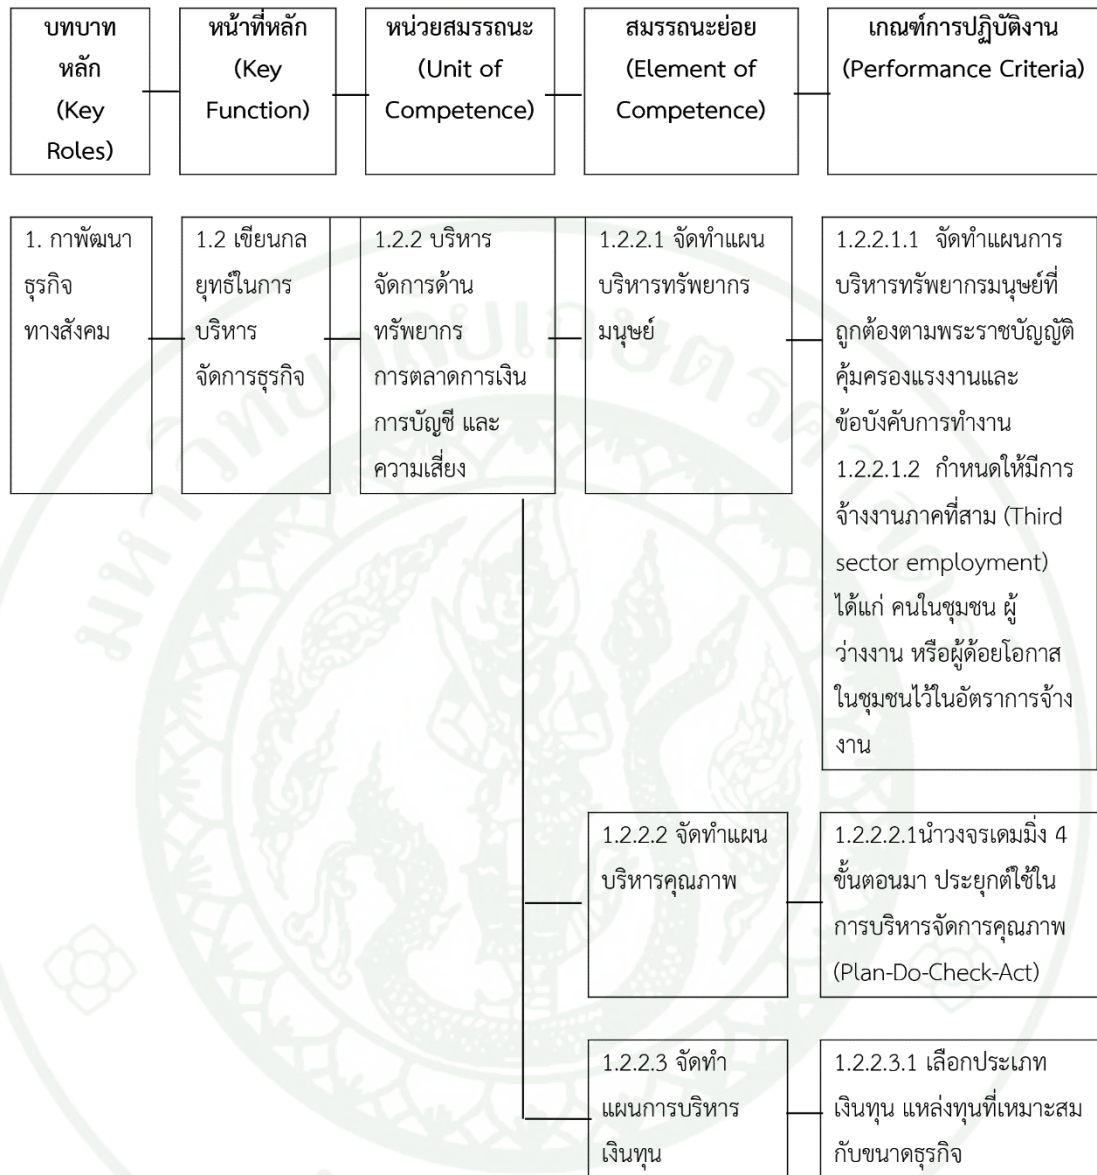 บทบาท
หลัก
(Key
Roles)
หน้าที่หลัก
(Key
Function)
หน่วยสมรรถนะ
(Unit of
Competence)
สมรรถนะย่อย
(Element of
Competence)
เกณฑ์การปฏิบัติงาน
(Performance Criteria)
1. กาพัฒนา
ธุรกิจ
ทางสังคม
1.2 เขียนกล
ยุทธ์ในการ
บริหาร
จัดการธุรกิจ
1.2.2 บริหาร
จัดการด้าน
ทรัพยากร
การตลาดการเงิน
การบัญชี และ
ความเสี่ยง
1.2.2.1 จัดทำแผน
บริหารทรัพยากร
มนุษย์
1.2.2.1.1 จัดทำแผนการ
บริหารทรัพยากรมนุษย์ที่
ถูกต้องตามพระราชบัญญัติ
คุ้มครองแรงงานและ
ข้อบังคับการทำงาน
1.2.2.1.2 กำหนดให้มีการ
จ้างงานภาคที่สาม (Third
sector employment)
ได้แก่ คนในชุมชน ผู้
ว่างงาน หรือผู้ด้อยโอกาส
ในชุมชนไว้ในอัตราการจ้าง
งาน
1.2.2.2 จัดทำแผน
บริหารคุณภาพ
1.2.2.2.1นำวงจรเดมมิ่ง 4
ขั้นตอนมา ประยุกต์ใช้ใน
การบริหารจัดการคุณภาพ
(Plan-Do-Check-Act)
1.2.2.3 จัดทำ
แผนการบริหาร
เงินทุน
1.2.2.3.1 เลือกประเภท
เงินทุน แหล่งทุนที่เหมาะสม
กับขนาดธุรกิจ
มหาวิทยาลัยเกษตรศาสตร์